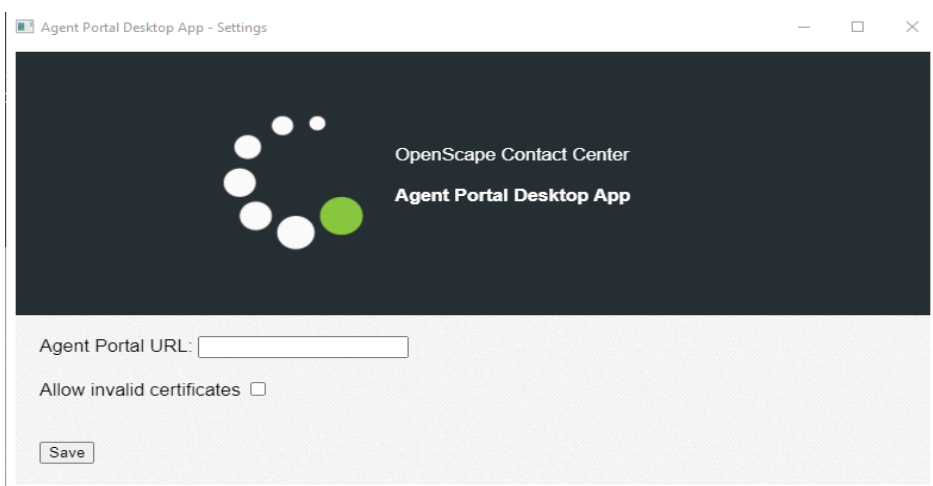 Agent Portal Desktop App - Settings
OpenScape Contact Center
Agent Portal Desktop App
Agent Portal URL:
Allow invalid certificates
Save